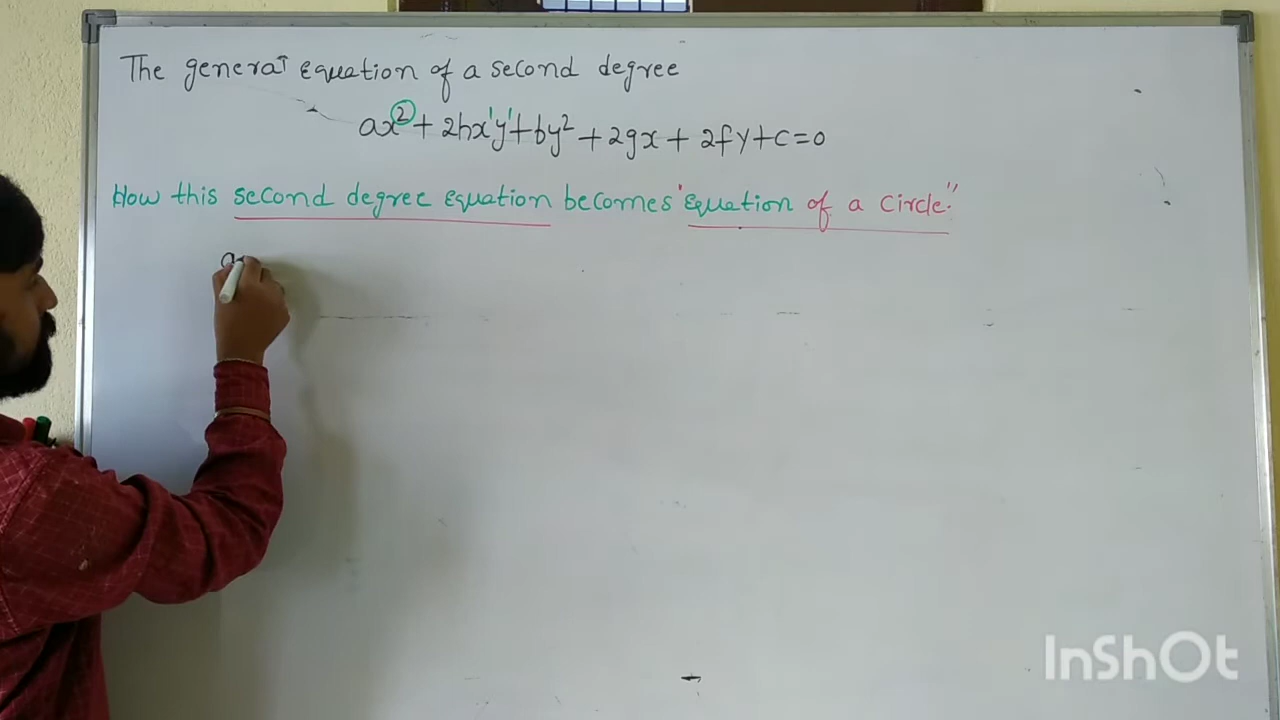 The general equation of a second degree
ax² + 2hx'y' + by² + 2gx + 2fy + c = 0
How this second degree equation becomes "equation of a circle."
a
InShOt